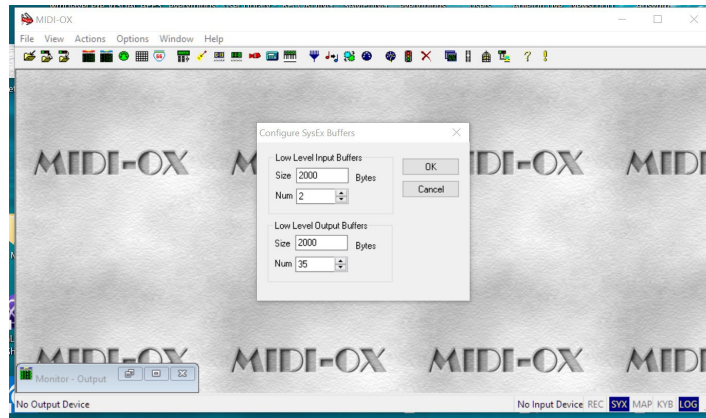 MIDI-OX
File View Actions Options Window Help
MIDI-OX
MIDI-OX
Configure SysEx Buffers
Low Level Input Buffers
Size 2000 Bytes
Num 2
OK
Cancel
Low Level Output Buffers
Size 2000 Bytes
Num 35
MIDI-OX
MIDI-OX
MIDI-OX
Monitor - Output
No Output Device
No Input Device REC SYX MAP KYB LOG